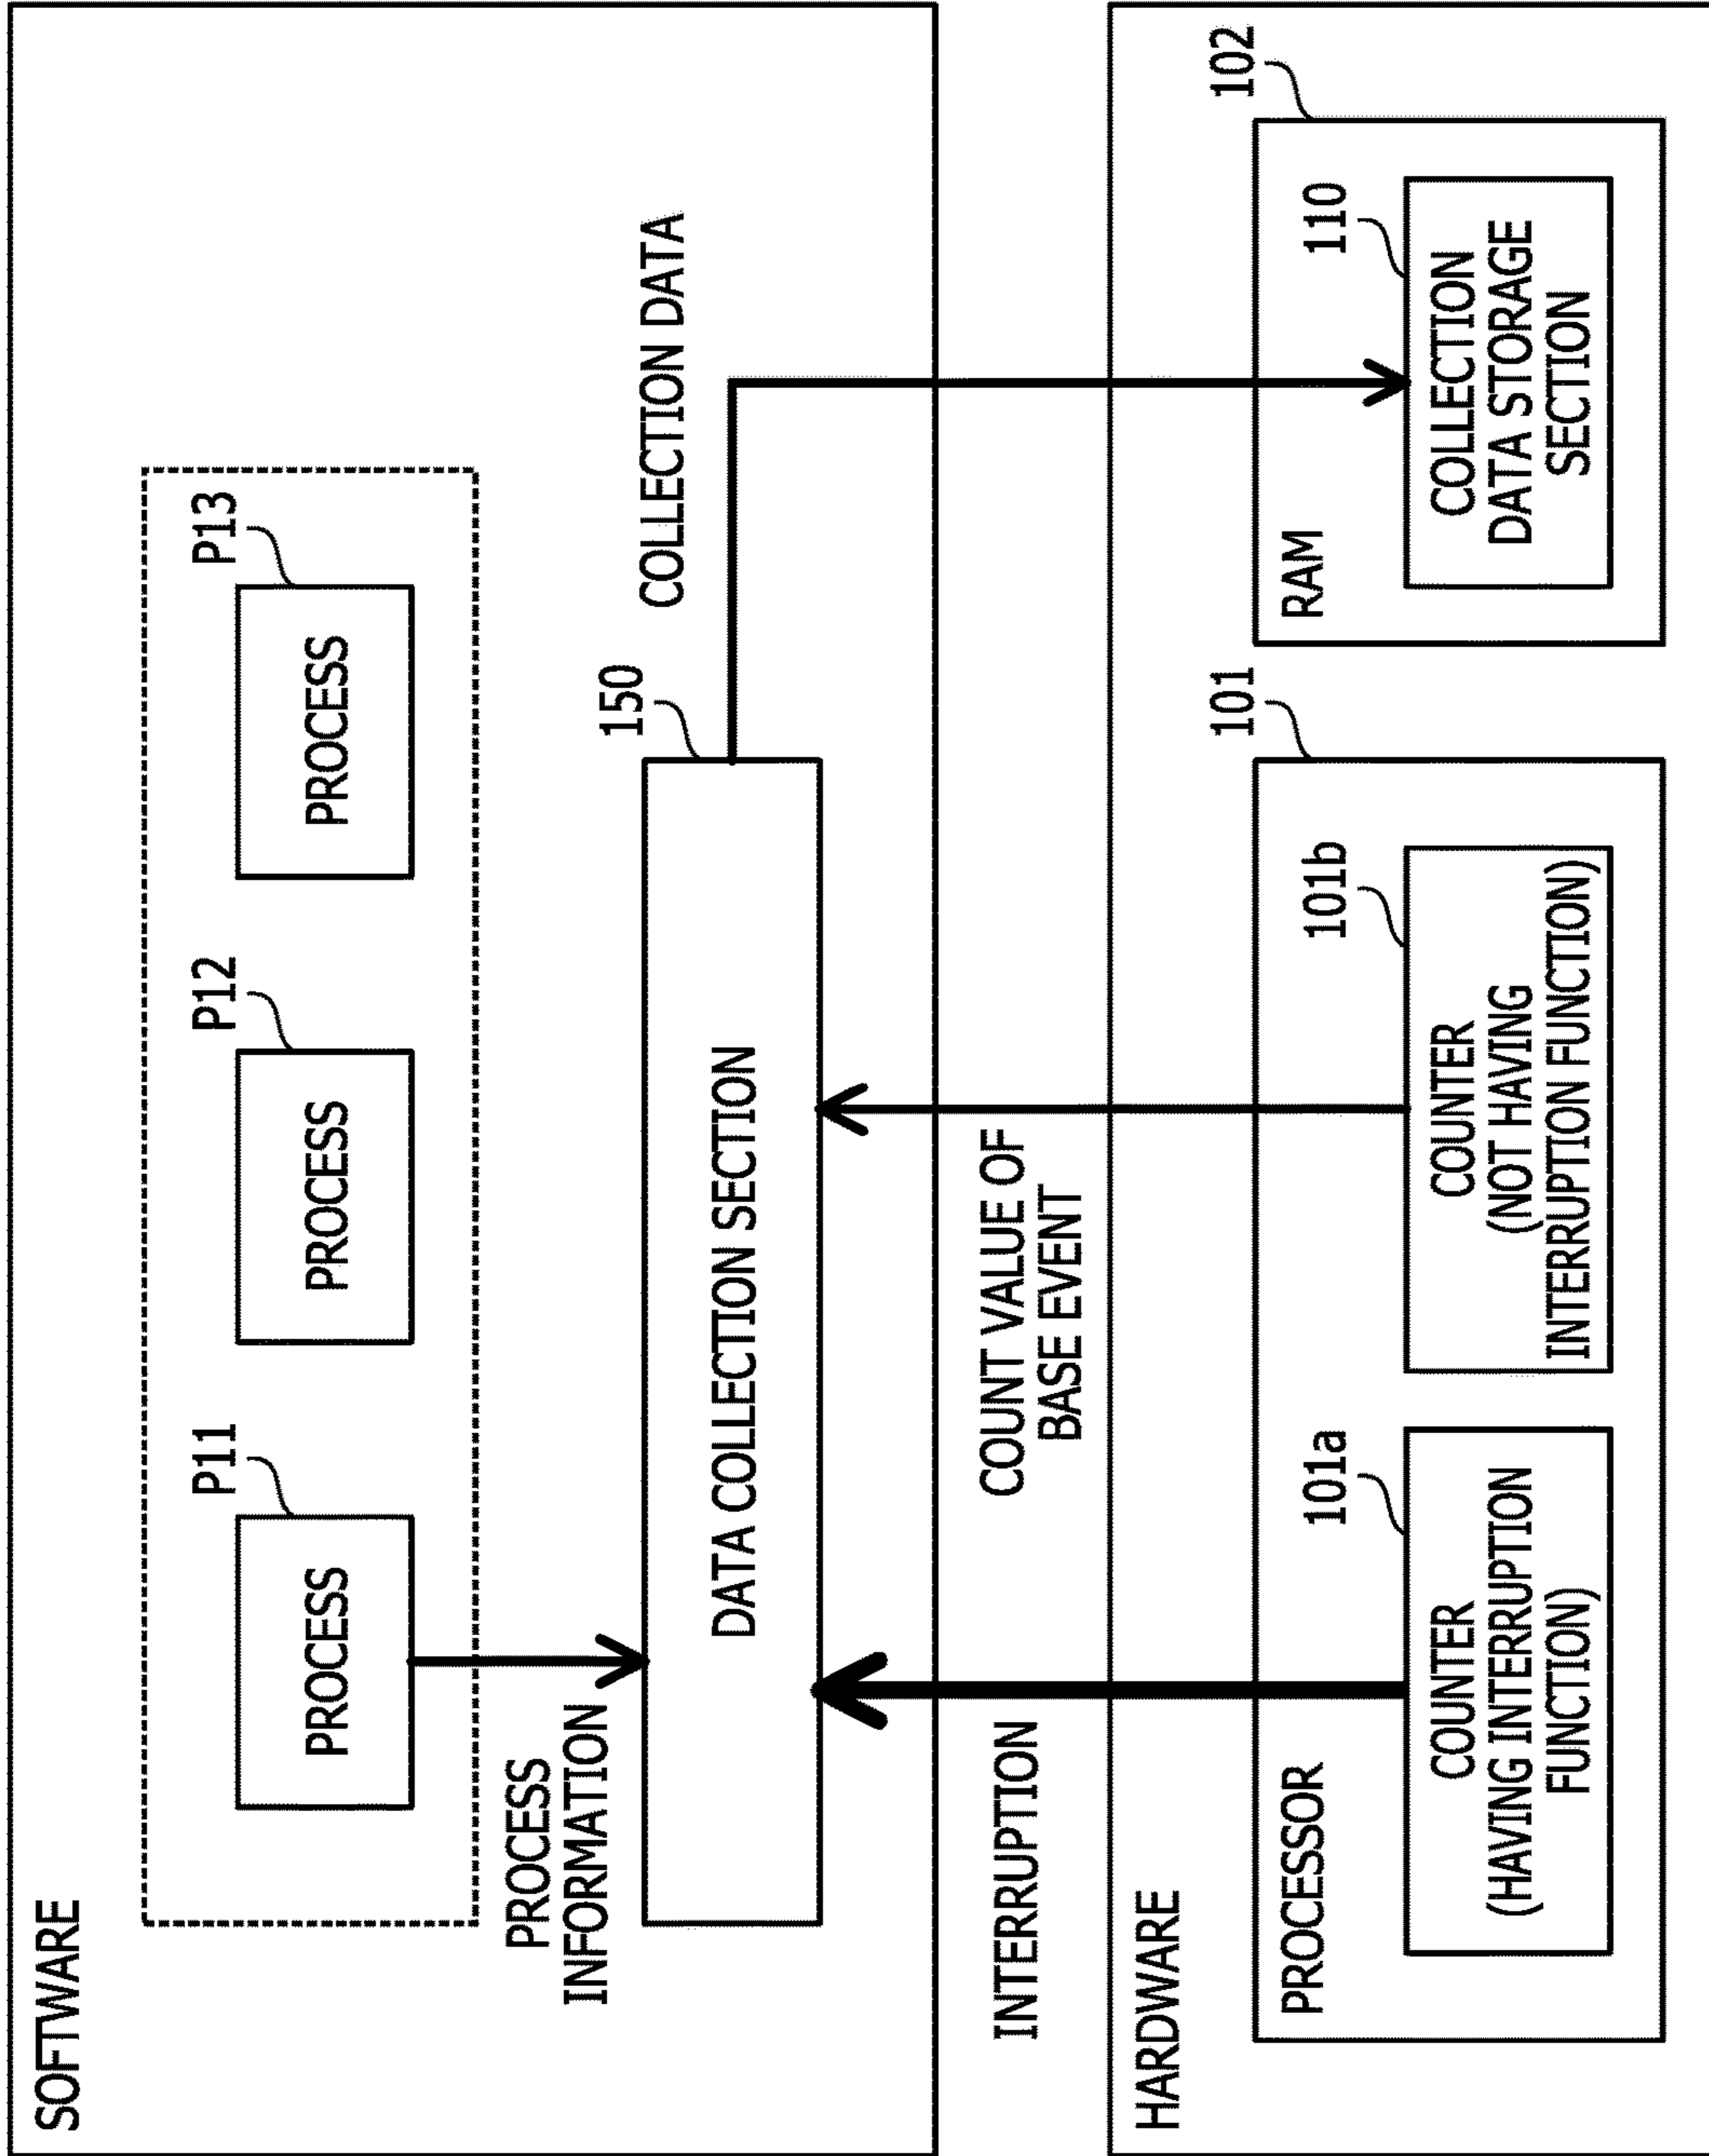 SOFTWARE
P11
P12
P13
PROCESS
PROCESS
PROCESS
PROCESS
INFORMATION
150
COLLECTION DATA
DATA COLLECTION SECTION
INTERRUPTION
COUNT VALUE OF
BASE EVENT
HARDWARE
101
102
PROCESSOR
101a
101b
COUNTER
(HAVING INTERRUPTION
FUNCTION)
COUNTER
(NOT HAVING
INTERRUPTION FUNCTION)
RAM
110
COLLECTION
DATA STORAGE
SECTION